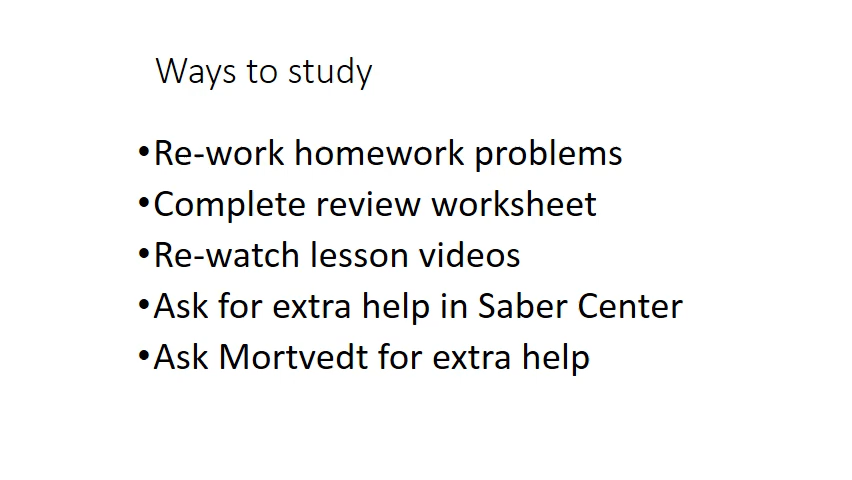 Ways to study
•Re-work homework problems
•Complete review worksheet
•Re-watch lesson videos
•Ask for extra help in Saber Center
•Ask Mortvedt for extra help